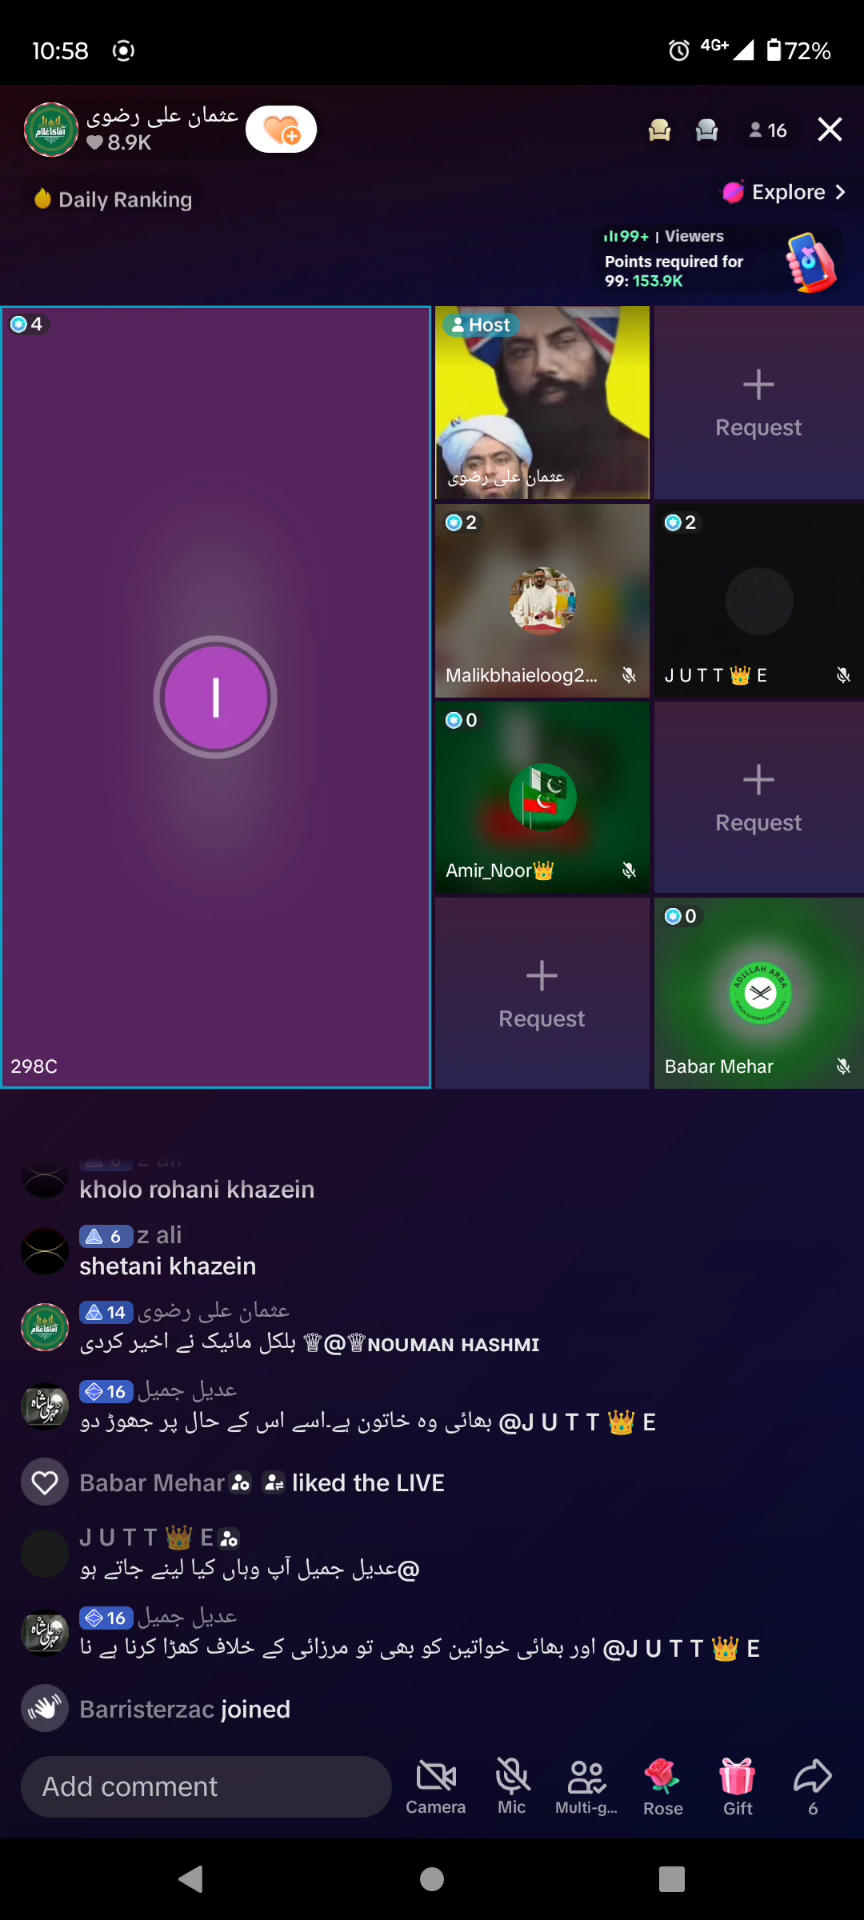 10:58
4G+ 72%
عثمان علی رضوی
8.9K
16
Daily Ranking
Explore
99+ | Viewers
Points required for
99: 153.9K
4
Host
عثمان علی رضوی
Request
2
Malikbhaieloog2...
2
J U T T 👑 E
0
Amir_Noor👑
Request
Request
0
ADILLAH ARBA
Babar Mehar
I
298C
kholo rohani khazein
6 z ali
shetani khazein
14 عثمان علی رضوی
بلکل مائیک نے اخیر کردی @♕♕NOUMAN HASHMI
16 عدیل جمیل
بھائی وہ خاتون ہے۔اسے اس کے حال پر جھوڑ دو @J U T T 👑 E
Babar Mehar liked the LIVE
J U T T 👑 E
@عدیل جمیل آپ وہاں کیا لینے جاتے ہو
16 عدیل جمیل
اور بھائی خواتین کو بھی تو مرزائی کے خلاف کھڑا کرنا ہے نا @J U T T 👑 E
Barristerzac joined
Add comment
Camera
Mic
Multi-g...
Rose
Gift
6